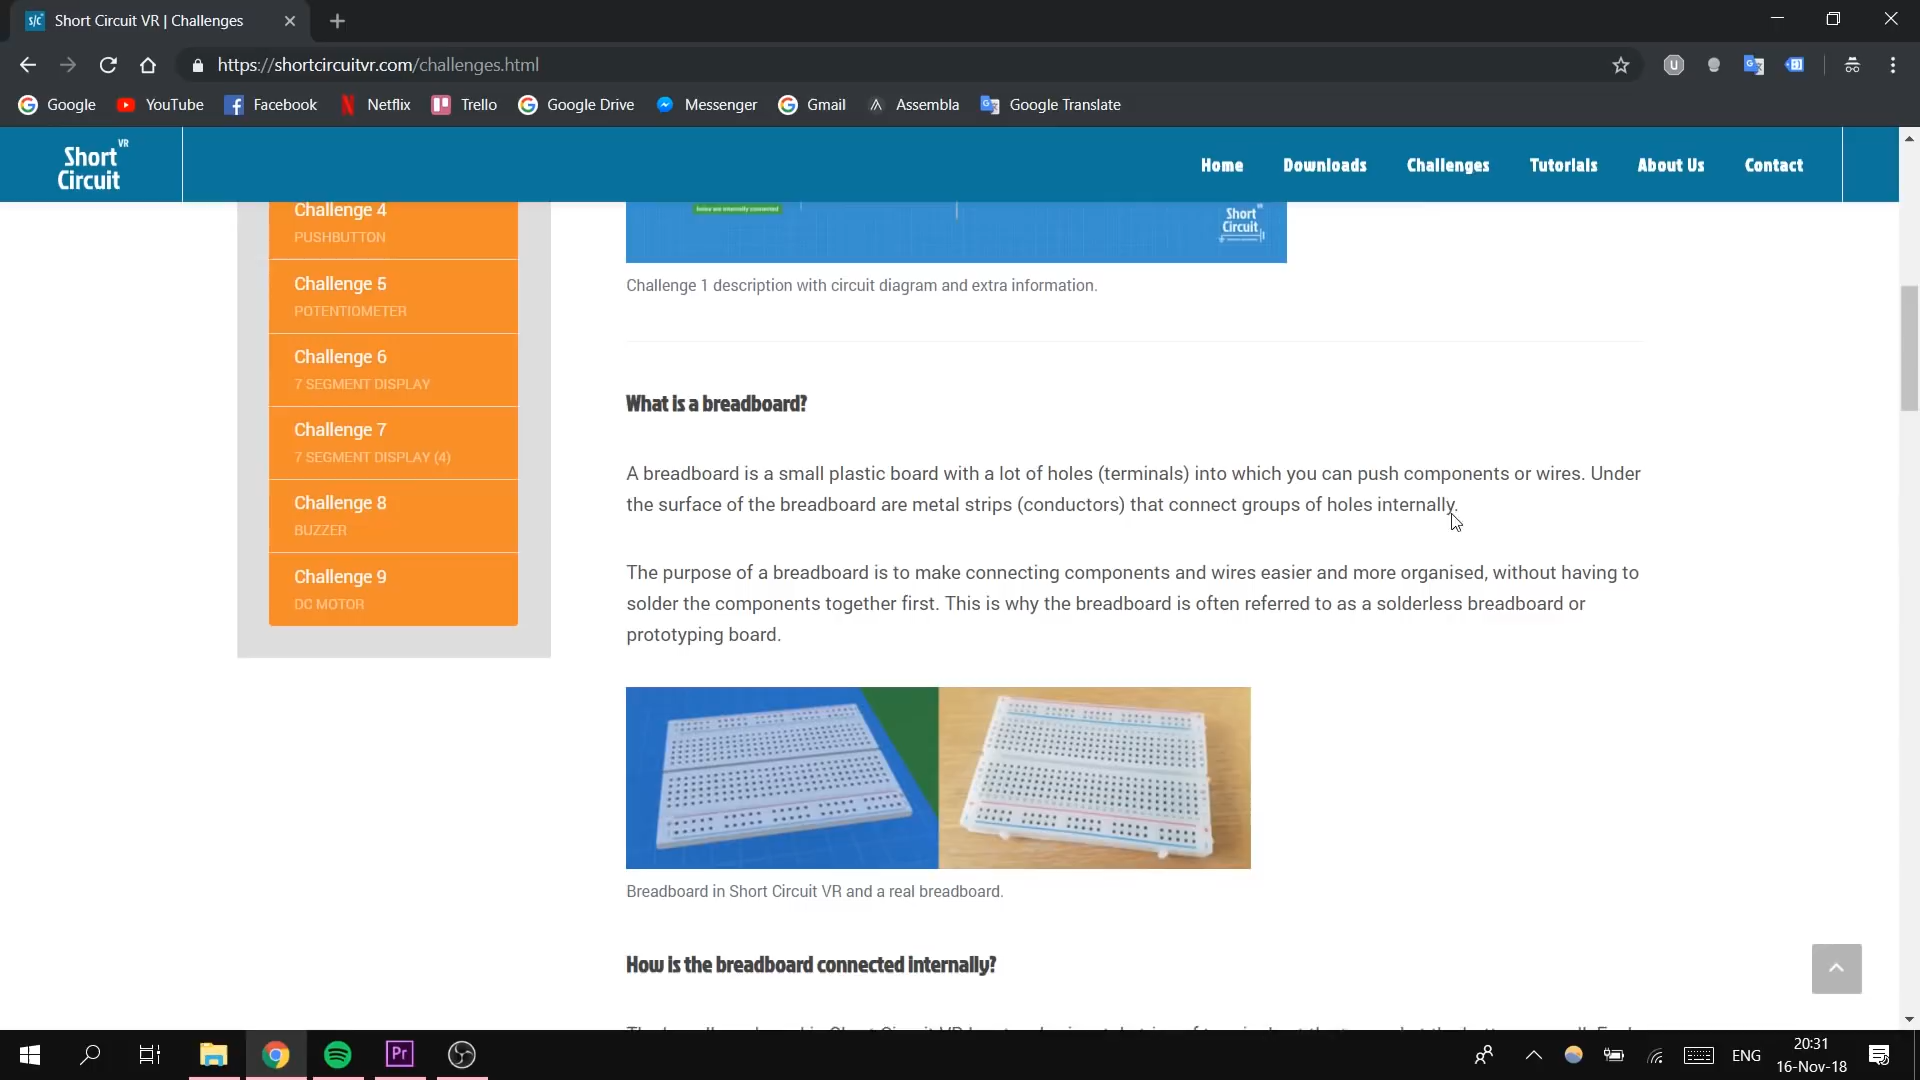 S/C Short Circuit VR | Challenges
https://shortcircuitvr.com/challenges.html
Google YouTube Facebook Netflix Trello Google Drive Messenger Gmail Assembla Google Translate
Short Circuit VR
Home Downloads Challenges Tutorials About Us Contact
Challenge 4
PUSHBUTTON
Challenge 5
POTENTIOMETER
Challenge 6
7 SEGMENT DISPLAY
Challenge 7
7 SEGMENT DISPLAY (4)
Challenge 8
BUZZER
Challenge 9
DC MOTOR
below are internally connected
Short
Circuit
Challenge 1 description with circuit diagram and extra information.
What is a breadboard?
A breadboard is a small plastic board with a lot of holes (terminals) into which you can push components or wires. Under
the surface of the breadboard are metal strips (conductors) that connect groups of holes internally.
The purpose of a breadboard is to make connecting components and wires easier and more organised, without having to
solder the components together first. This is why the breadboard is often referred to as a solderless breadboard or
prototyping board.
Breadboard in Short Circuit VR and a real breadboard.
How is the breadboard connected internally?
Pr
ENG
20:31
16-Nov-18